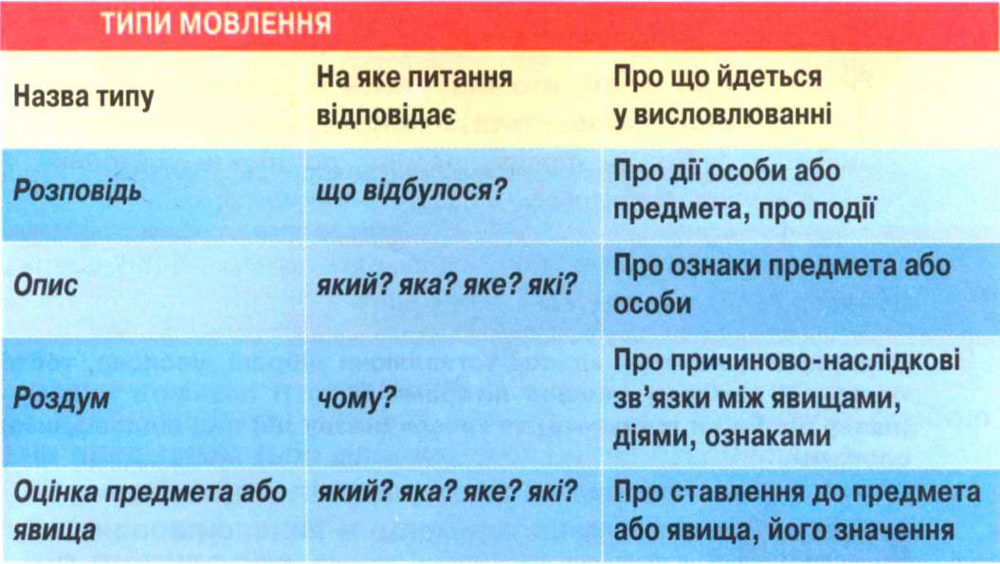 ТИПИ МОВЛЕННЯ
Назва типу
На яке питання
відповідає
Про що йдеться
у висловлюванні
Розповідь
що відбулося?
Про дії особи або
предмета, про події
Опис
який? яка? яке? які?
Про ознаки предмета або
особи
Роздум
чому?
Про причиново-наслідкові
зв’язки між явищами,
діями, ознаками
Оцінка предмета або
явища
який? яка? яке? які?
Про ставлення до предмета
або явища, його значення